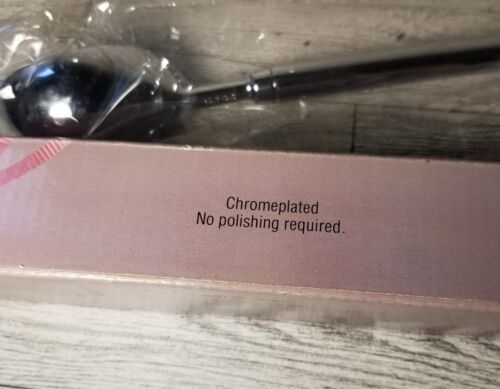 Chromeplated
No polishing required.